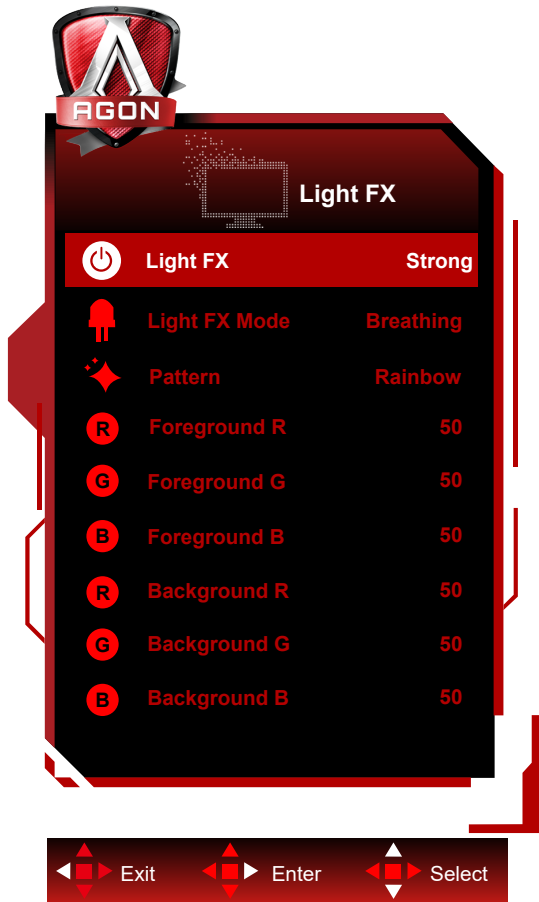 AGON
Light FX
Light FX Strong
Light FX Mode Breathing
Pattern Rainbow
R Foreground R 50
G Foreground G 50
B Foreground B 50
R Background R 50
G Background G 50
B Background B 50
Exit Enter Select